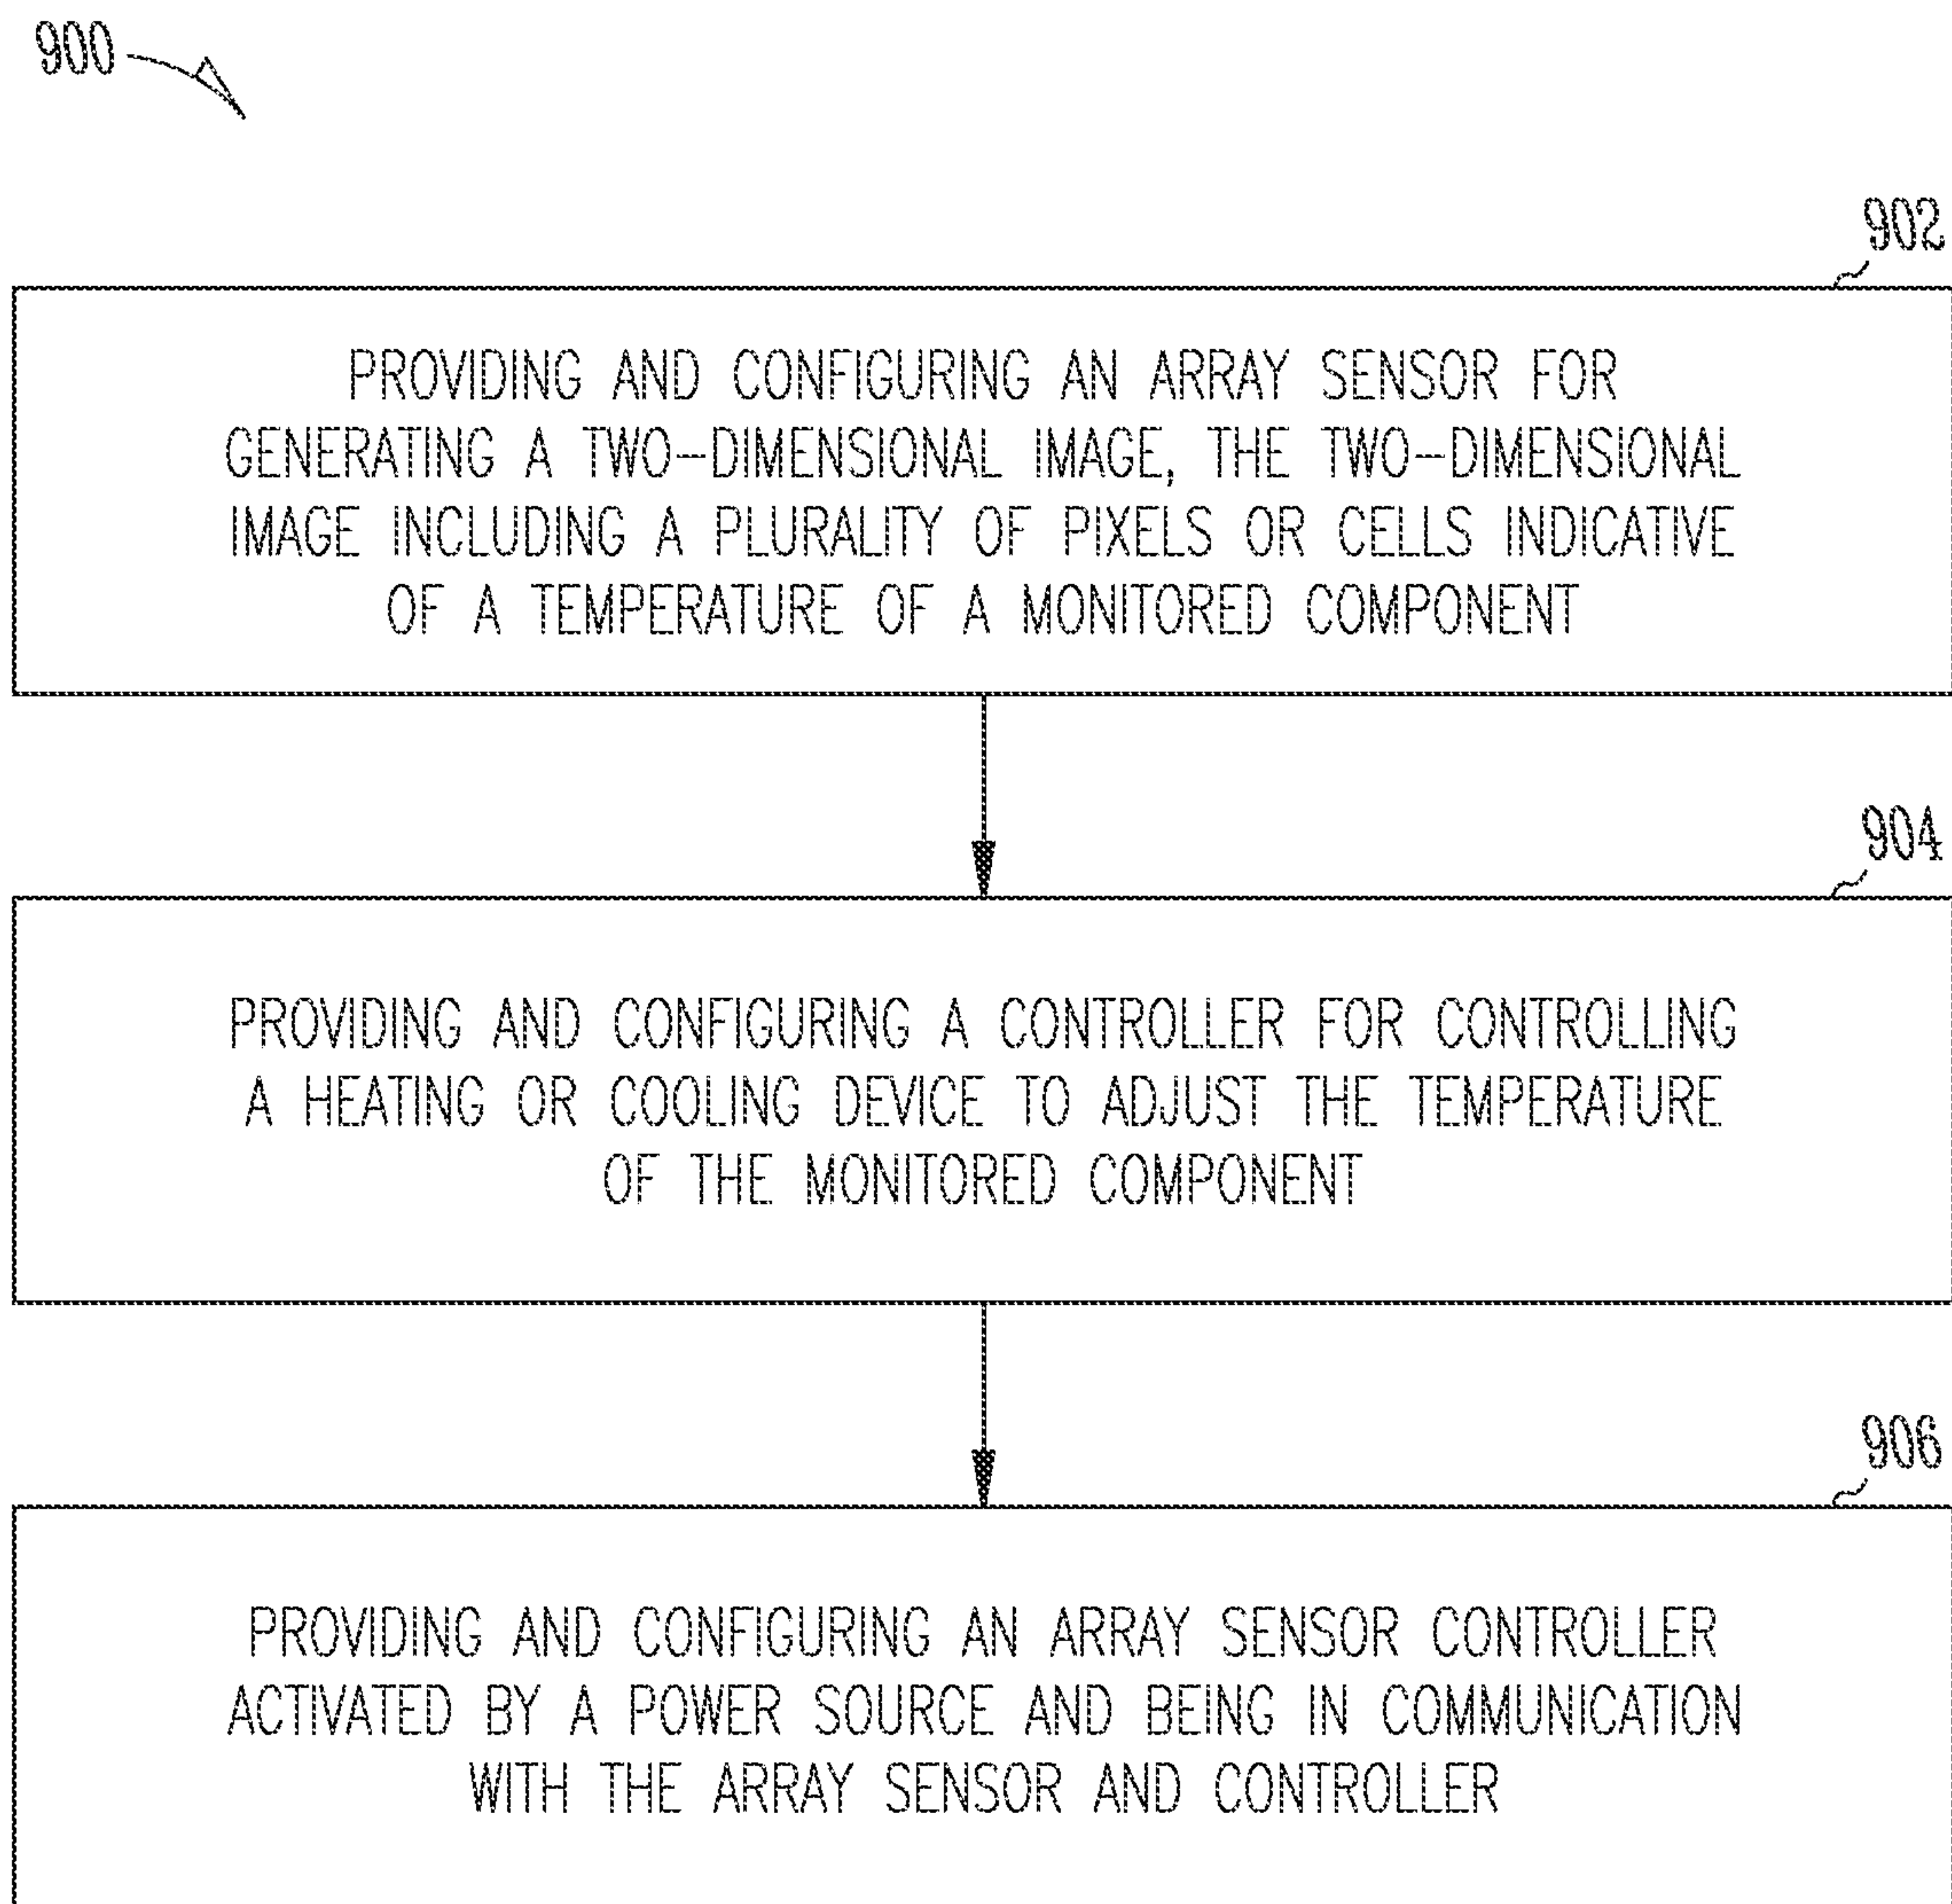 900
902
PROVIDING AND CONFIGURING AN ARRAY SENSOR FOR
GENERATING A TWO-DIMENSIONAL IMAGE, THE TWO-DIMENSIONAL
IMAGE INCLUDING A PLURALITY OF PIXELS OR CELLS INDICATIVE
OF A TEMPERATURE OF A MONITORED COMPONENT
904
PROVIDING AND CONFIGURING A CONTROLLER FOR CONTROLLING
A HEATING OR COOLING DEVICE TO ADJUST THE TEMPERATURE
OF THE MONITORED COMPONENT
906
PROVIDING AND CONFIGURING AN ARRAY SENSOR CONTROLLER
ACTIVATED BY A POWER SOURCE AND BEING IN COMMUNICATION
WITH THE ARRAY SENSOR AND CONTROLLER